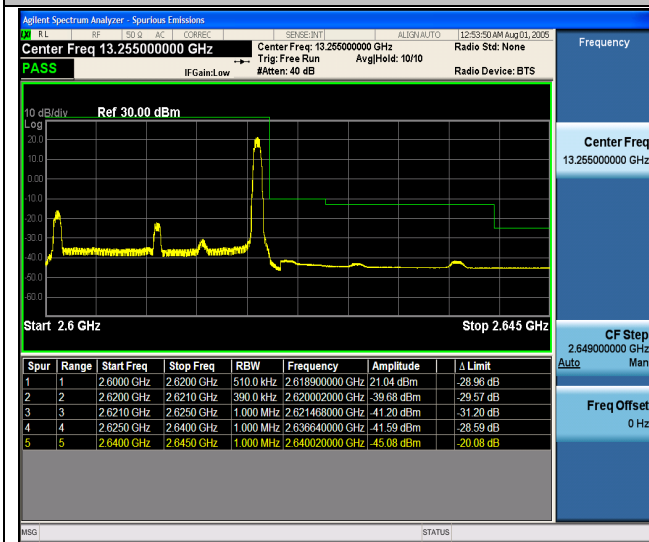 Agilent Spectrum Analyzer - Spurious Emissions
RL RF 50 Ω AC CORREC SENSE:INT ALIGN AUTO 12:53:50 AM Aug 01, 2005
Center Freq 13.255000000 GHz Center Freq: 13.255000000 GHz Radio Std: None
Trig: Free Run Avg|Hold: 10/10
PASS IFGain:Low #Atten: 40 dB Radio Device: BTS
10 dB/div Ref 30.00 dBm
Log
20.0
10.0
0.00
-10.0
-20.0
-30.0
-40.0
-50.0
-60.0
Start 2.6 GHz Stop 2.645 GHz
Spur Range Start Freq Stop Freq RBW Frequency Amplitude Δ Limit
1 1 2.6000 GHz 2.6200 GHz 510.0 kHz 2.618900000 GHz 21.04 dBm -28.96 dB
2 2 2.6200 GHz 2.6210 GHz 390.0 kHz 2.620002000 GHz -39.68 dBm -29.57 dB
3 3 2.6210 GHz 2.6250 GHz 1.000 MHz 2.621468000 GHz -41.20 dBm -31.20 dB
4 4 2.6250 GHz 2.6400 GHz 1.000 MHz 2.636640000 GHz -41.59 dBm -28.59 dB
5 5 2.6400 GHz 2.6450 GHz 1.000 MHz 2.640020000 GHz -45.08 dBm -20.08 dB
Frequency
Center Freq
13.255000000 GHz
CF Step
2.649000000 GHz
Auto Man
Freq Offset
0 Hz
MSG STATUS